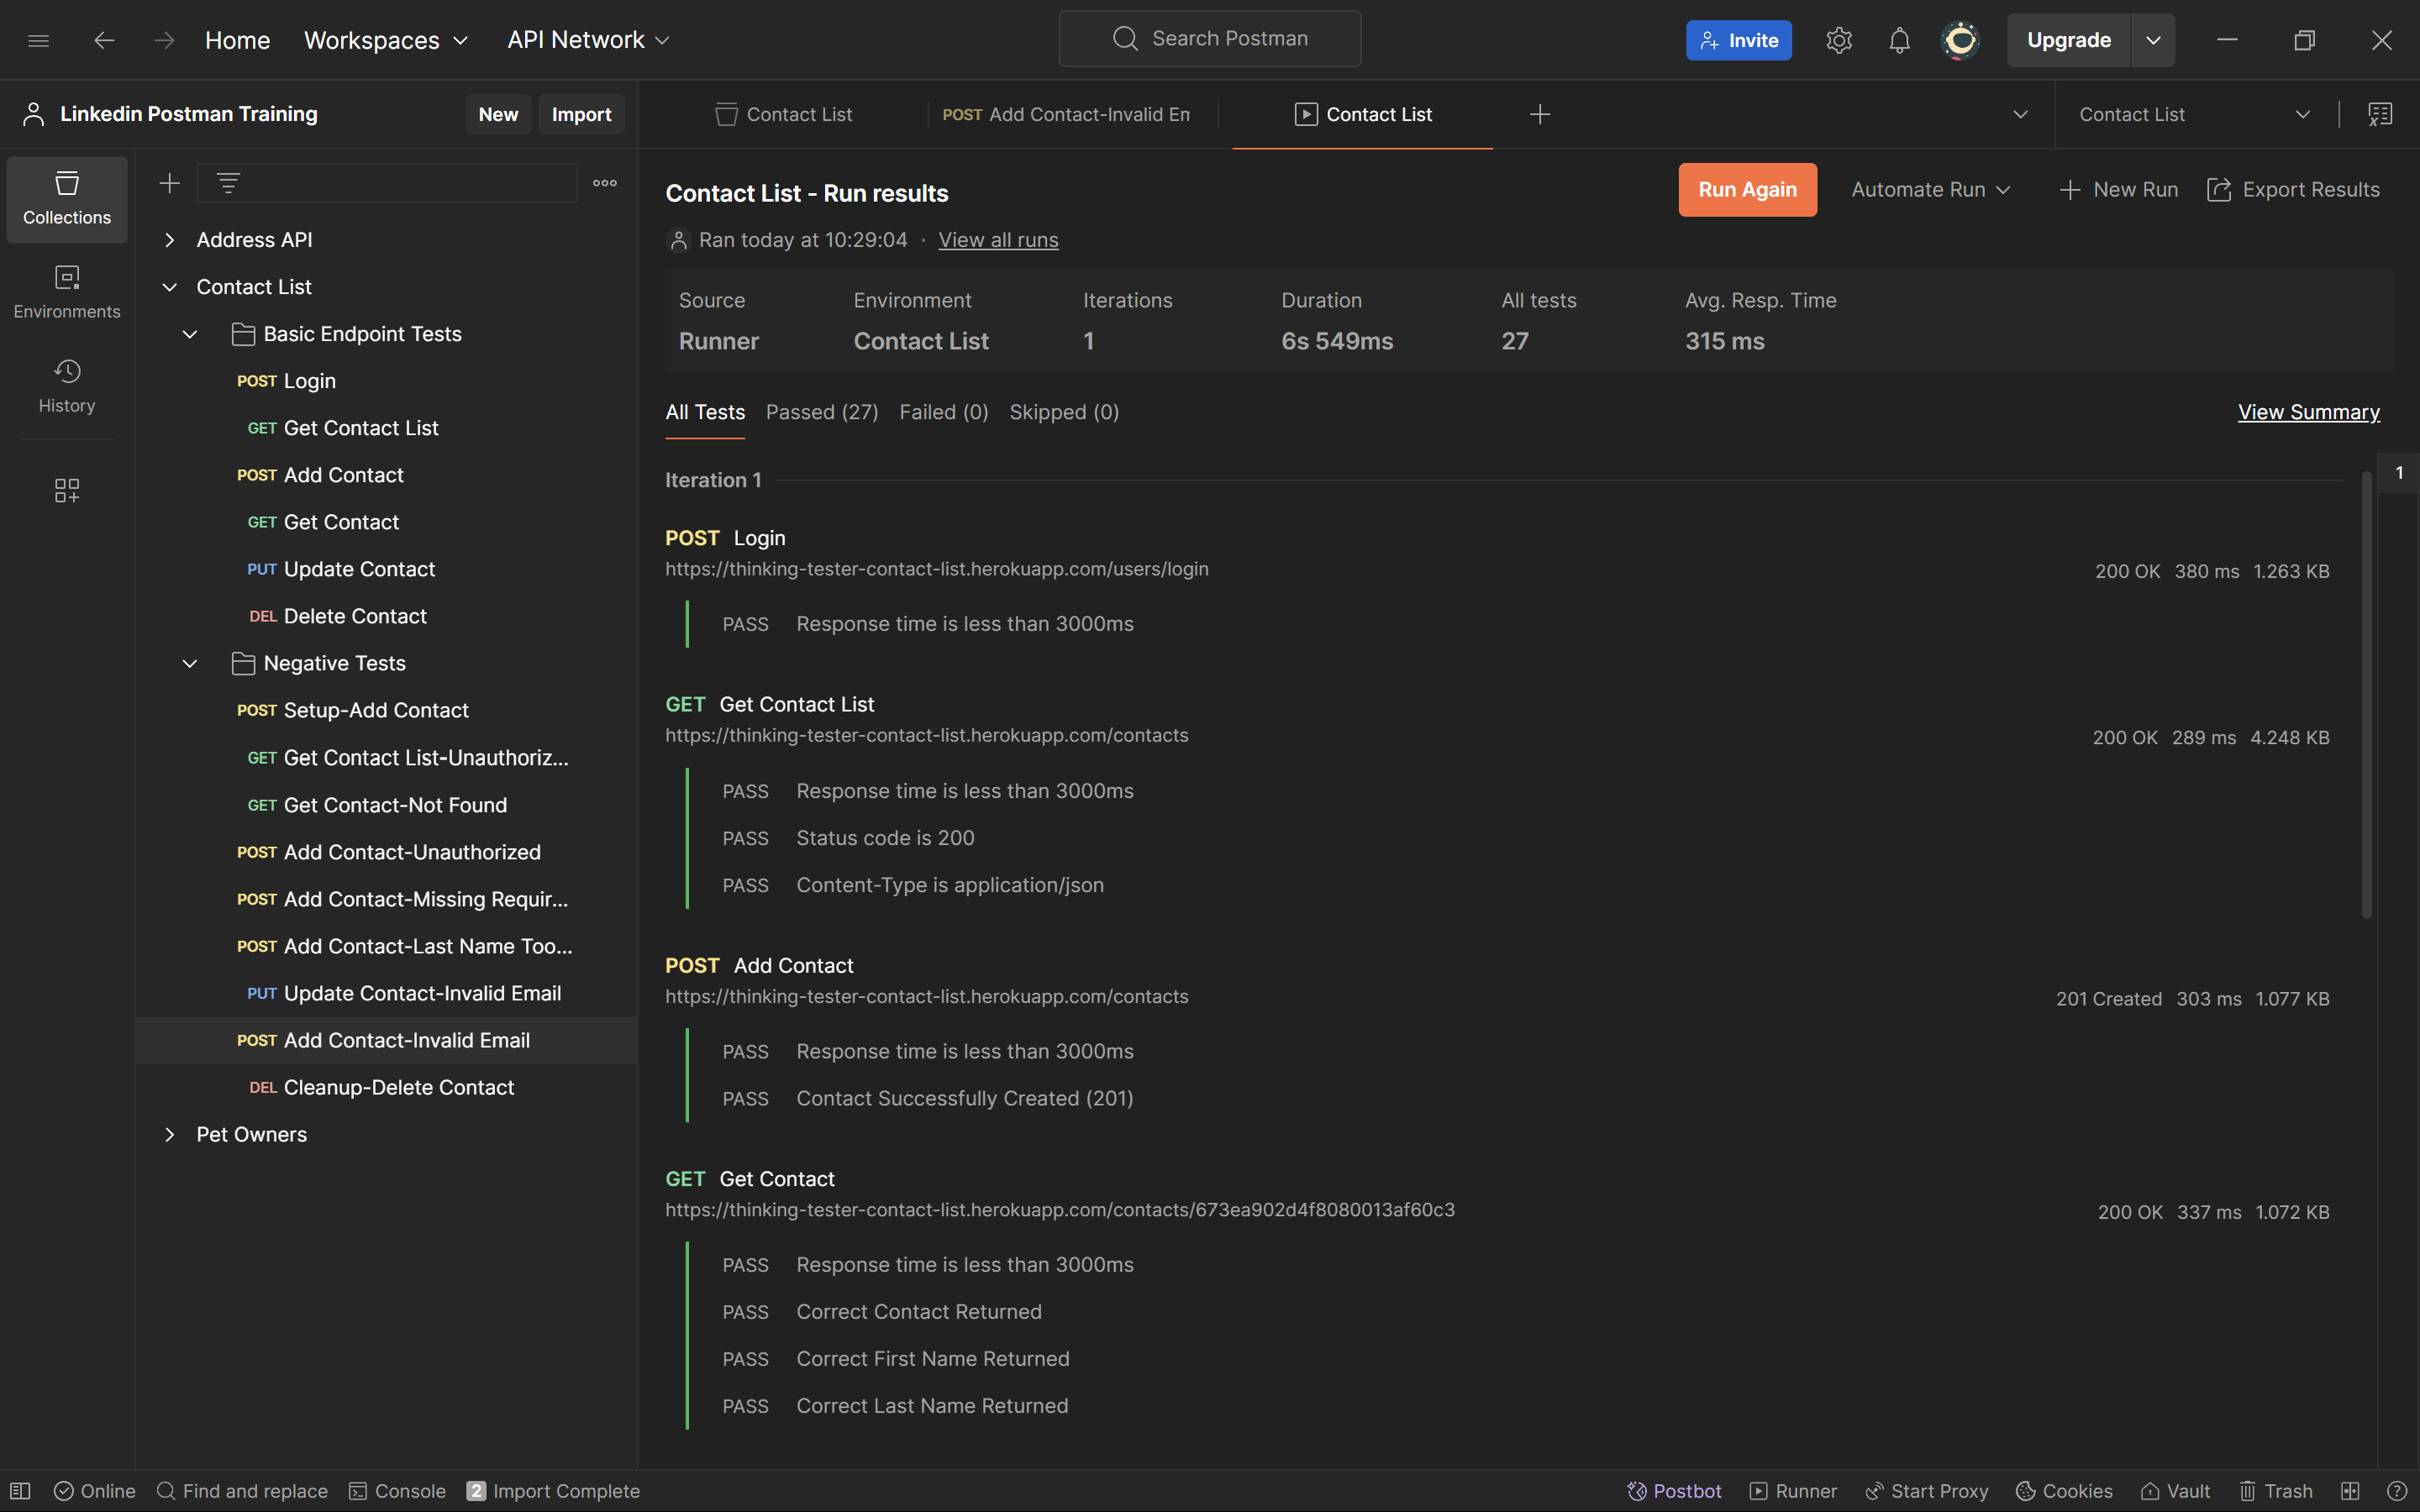 Home
Workspaces
API Network
Search Postman
Invite
Upgrade
Linkedin Postman Training
New
Import
Contact List
POST Add Contact-Invalid En
Contact List
Contact List
Collections
Environments
History
Address API
Contact List
Basic Endpoint Tests
POST Login
GET Get Contact List
POST Add Contact
GET Get Contact
PUT Update Contact
DEL Delete Contact
Negative Tests
POST Setup-Add Contact
GET Get Contact List-Unauthoriz...
GET Get Contact-Not Found
POST Add Contact-Unauthorized
POST Add Contact-Missing Requir...
POST Add Contact-Last Name Too...
PUT Update Contact-Invalid Email
POST Add Contact-Invalid Email
DEL Cleanup-Delete Contact
Pet Owners
Contact List - Run results
Run Again
Automate Run
New Run
Export Results
Ran today at 10:29:04 · View all runs
Source Environment Iterations Duration All tests Avg. Resp. Time
Runner Contact List 1 6s 549ms 27 315 ms
All Tests Passed (27) Failed (0) Skipped (0) View Summary
Iteration 1
1
POST Login
https://thinking-tester-contact-list.herokuapp.com/users/login
200 OK 380 ms 1.263 KB
PASS Response time is less than 3000ms
GET Get Contact List
https://thinking-tester-contact-list.herokuapp.com/contacts
200 OK 289 ms 4.248 KB
PASS Response time is less than 3000ms
PASS Status code is 200
PASS Content-Type is application/json
POST Add Contact
https://thinking-tester-contact-list.herokuapp.com/contacts
201 Created 303 ms 1.077 KB
PASS Response time is less than 3000ms
PASS Contact Successfully Created (201)
GET Get Contact
https://thinking-tester-contact-list.herokuapp.com/contacts/673ea902d4f8080013af60c3
200 OK 337 ms 1.072 KB
PASS Response time is less than 3000ms
PASS Correct Contact Returned
PASS Correct First Name Returned
PASS Correct Last Name Returned
Online Find and replace Console 2 Import Complete Postbot Runner Start Proxy Cookies Vault Trash